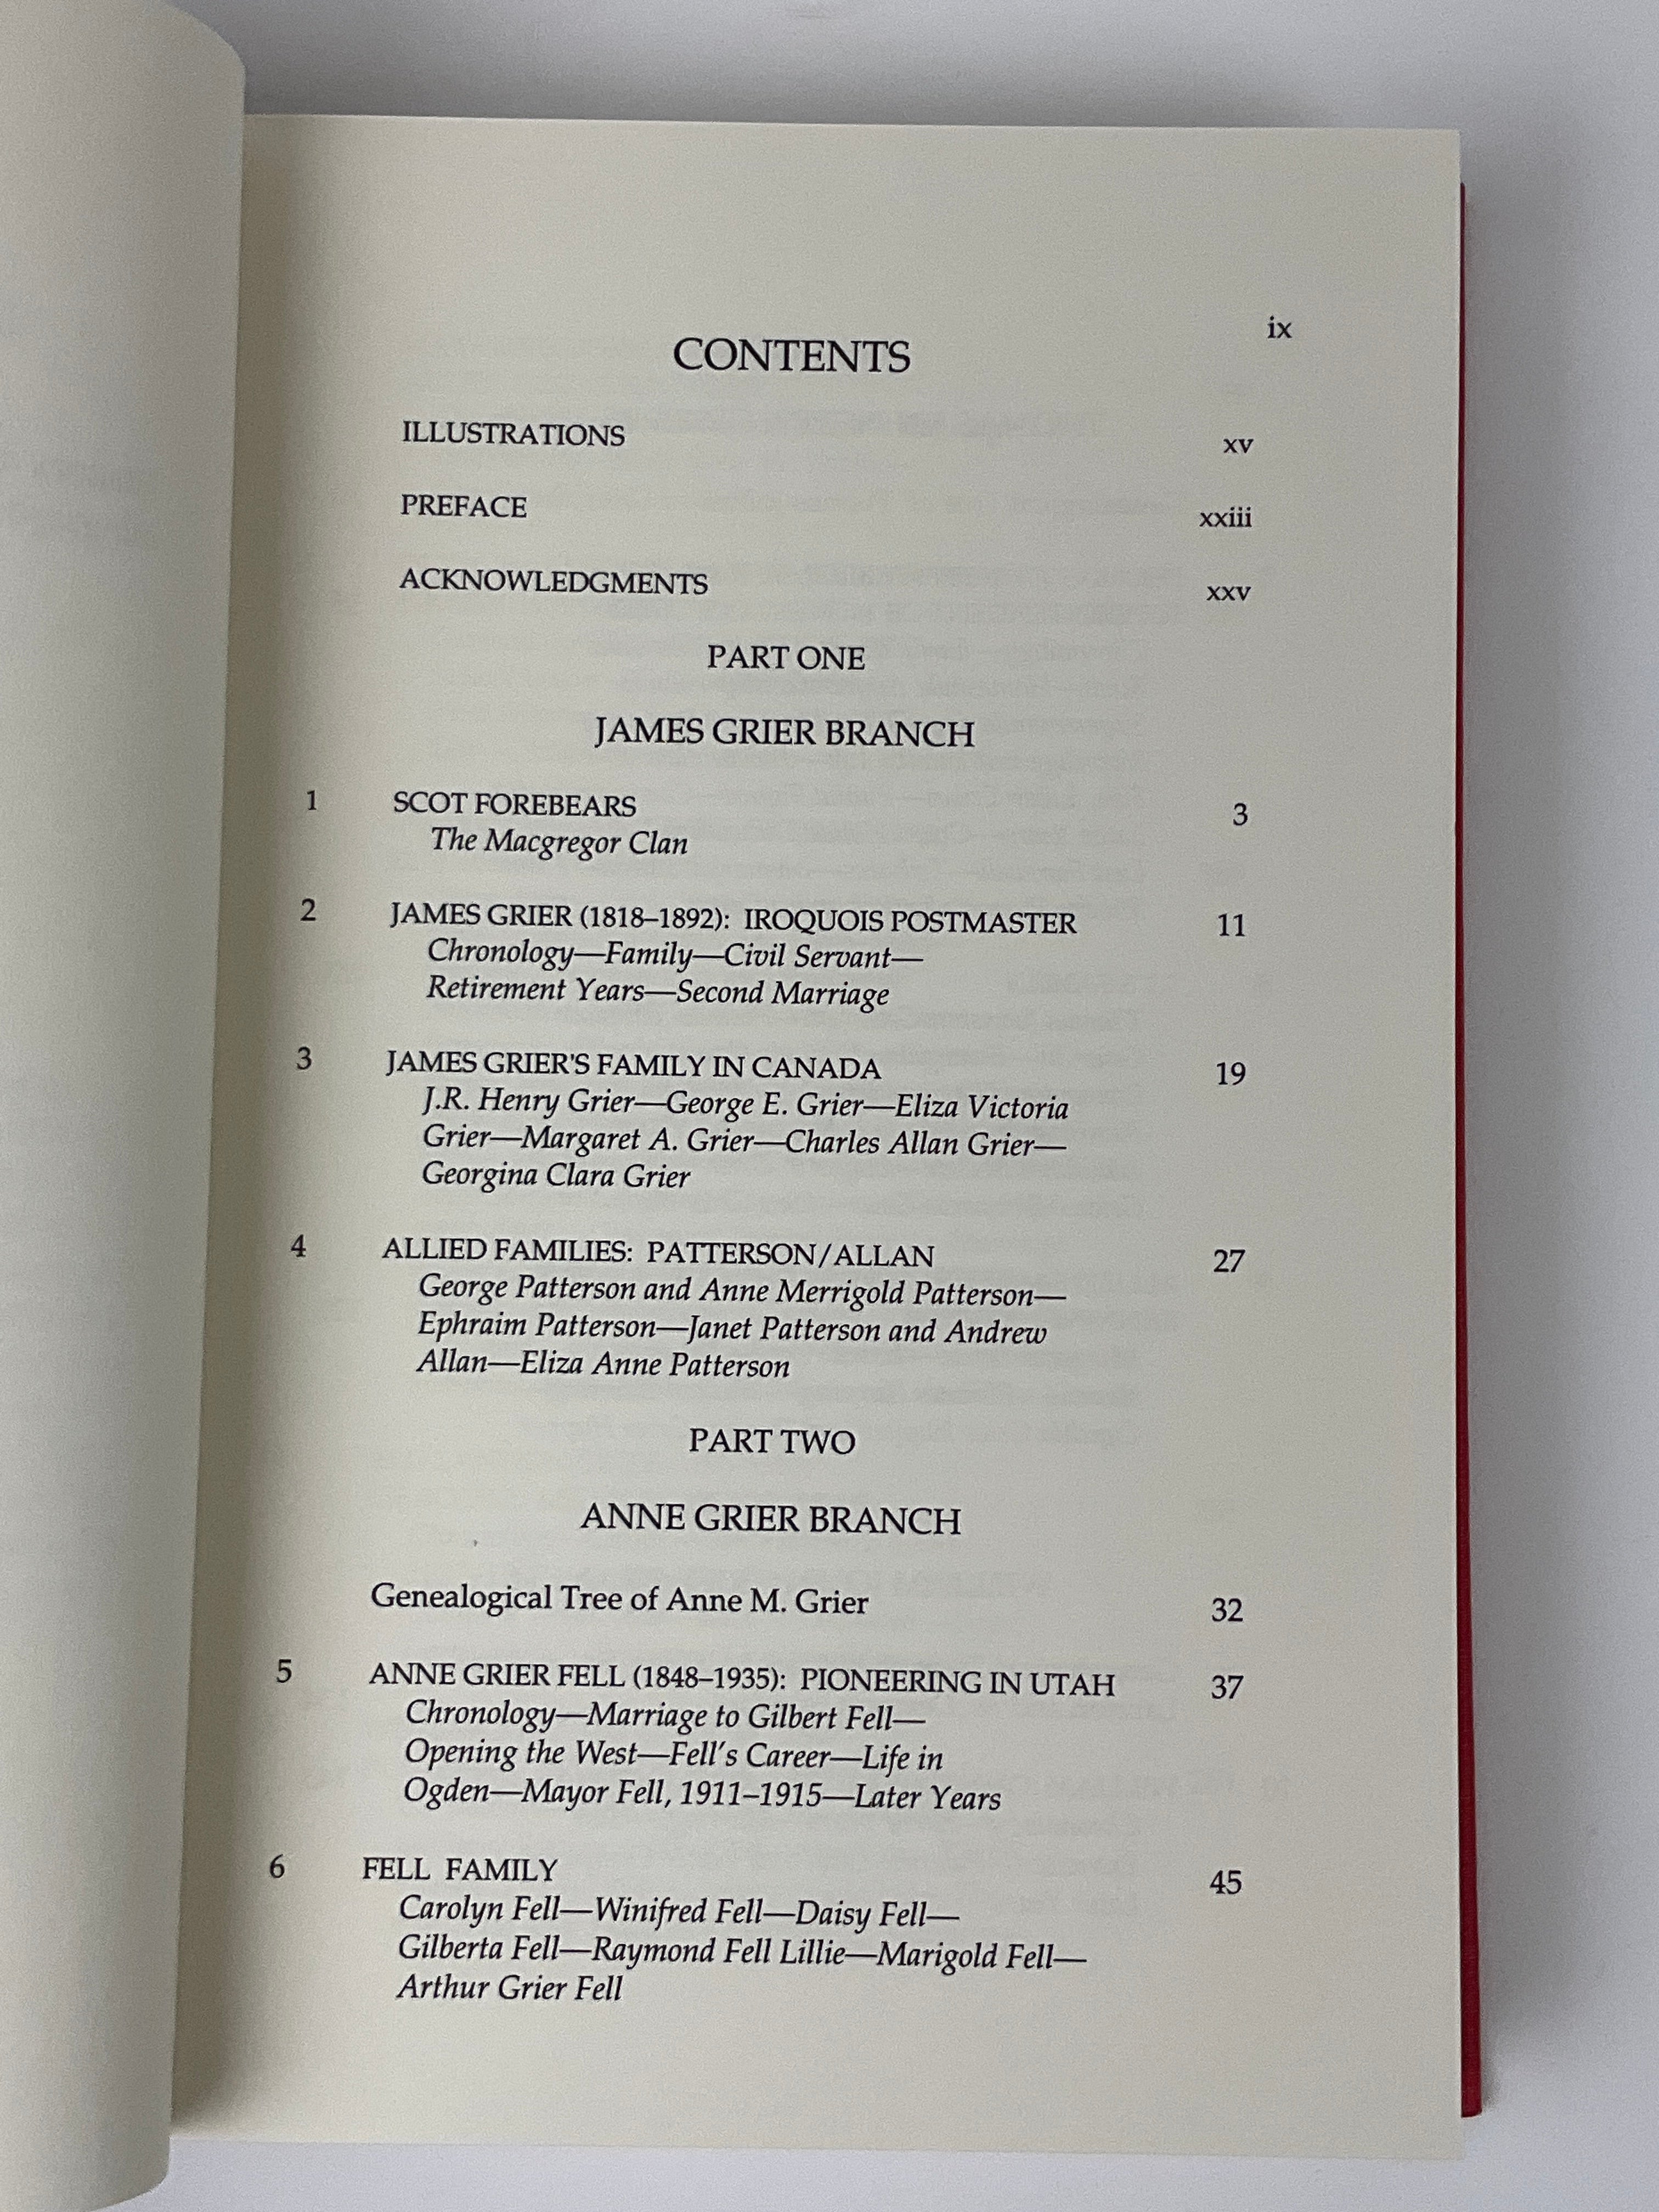 ix
CONTENTS
ILLUSTRATIONS xv
PREFACE xxiii
ACKNOWLEDGMENTS xxv
PART ONE
JAMES GRIER BRANCH
1 SCOT FOREBEARS 3
The Macgregor Clan
2 JAMES GRIER (1818–1892): IROQUOIS POSTMASTER 11
Chronology—Family—Civil Servant—
Retirement Years—Second Marriage
3 JAMES GRIER'S FAMILY IN CANADA 19
J.R. Henry Grier—George E. Grier—Eliza Victoria
Grier—Margaret A. Grier—Charles Allan Grier—
Georgina Clara Grier
4 ALLIED FAMILIES: PATTERSON/ALLAN 27
George Patterson and Anne Merrigold Patterson—
Ephraim Patterson—Janet Patterson and Andrew
Allan—Eliza Anne Patterson
PART TWO
ANNE GRIER BRANCH
Genealogical Tree of Anne M. Grier 32
5 ANNE GRIER FELL (1848–1935): PIONEERING IN UTAH 37
Chronology—Marriage to Gilbert Fell—
Opening the West—Fell's Career—Life in
Ogden—Mayor Fell, 1911–1915—Later Years
6 FELL FAMILY 45
Carolyn Fell—Winifred Fell—Daisy Fell—
Gilberta Fell—Raymond Fell Lillie—Marigold Fell—
Arthur Grier Fell